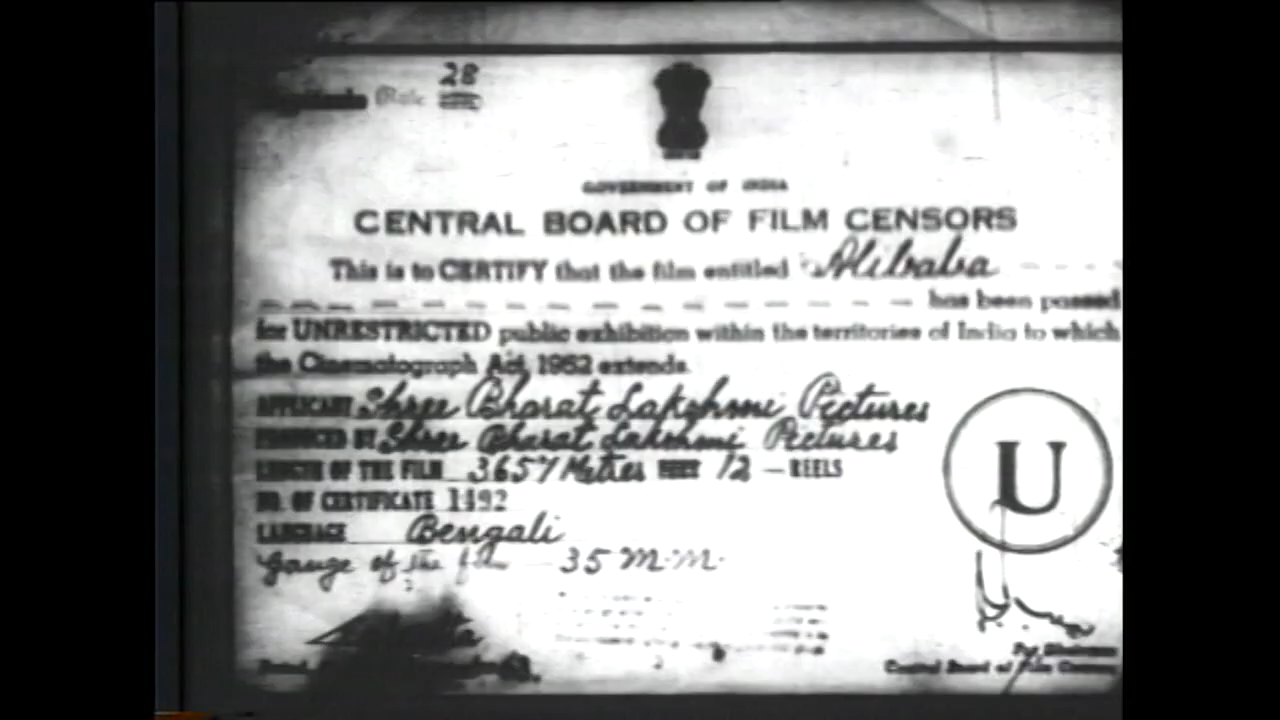 Rule 28
GOVERNMENT OF INDIA
CENTRAL BOARD OF FILM CENSORS
This is to CERTIFY that the film entitled Alibaba
has been passed
for UNRESTRICTED public exhibition within the territories of India to which
the Cinematograph Act, 1952 extends.
APPLICANT Shree Bharat Lakshmi Pictures
PRODUCED BY Shree Bharat Lakshmi Pictures
LENGTH OF THE FILM 3657 Metres FEET 12 - REELS
NO. OF CERTIFICATE 1492
LANGUAGE Bengali
Gauge of the film 35 M.M.
U
Central Board of Film Censors